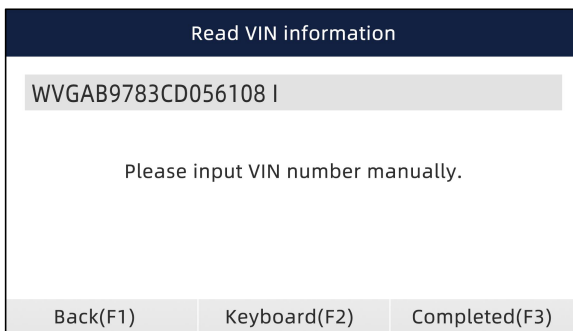 Read VIN information
WVGAB9783CD056108 I
Please input VIN number manually.
Back(F1) Keyboard(F2) Completed(F3)